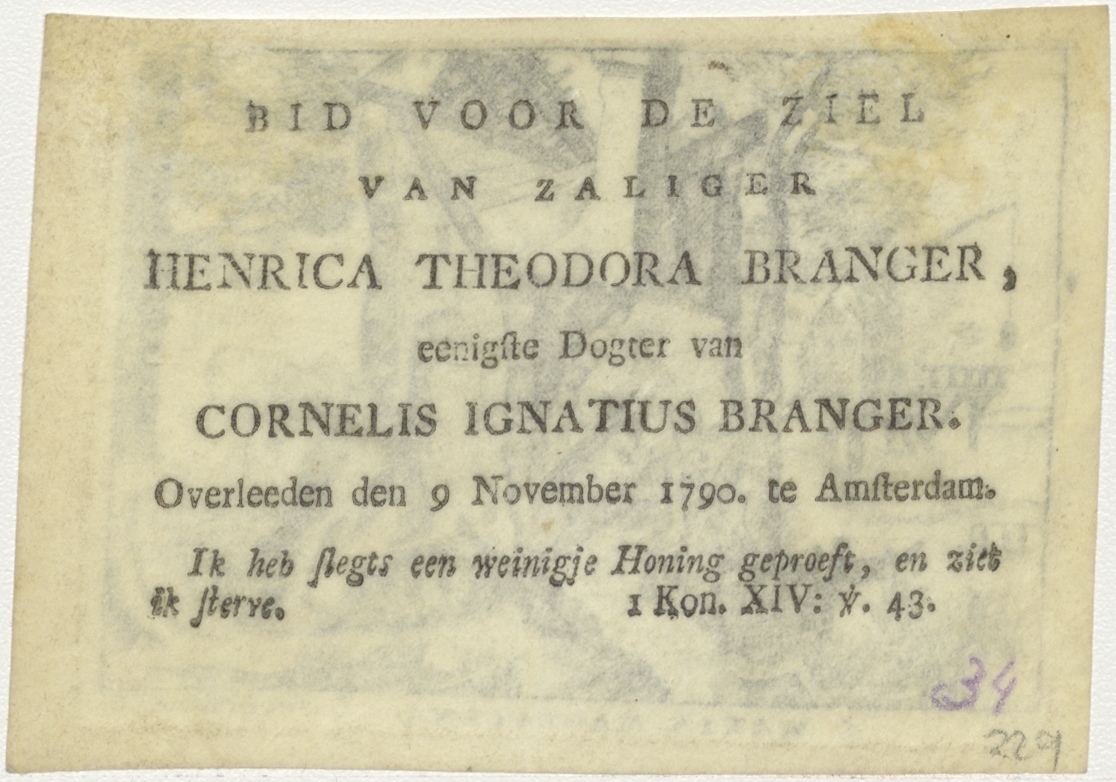 BID VOOR DE ZIEL
VAN ZALIGER
HENRICA THEODORA BRANGER,
eenigſte Dogter van
CORNELIS IGNATIUS BRANGER.
Overleeden den 9 November 1790. te Amſterdam.
Ik heb ſlegts een weinigje Honing geproeft, en ziet
ik ſterve. 1 Kon. XIV: ℣. 43.
34
229